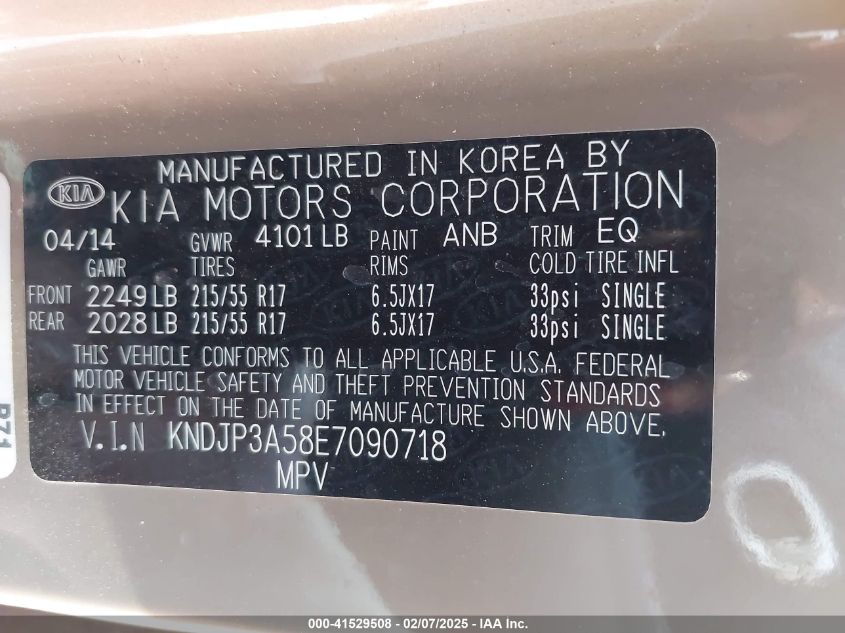 MANUFACTURED IN KOREA BY
KIA KIA MOTORS CORPORATION
04/14 GVWR 4101 LB PAINT ANB TRIM EQ
GAWR TIRES RIMS COLD TIRE INFL
FRONT 2249 LB 215/55 R17 6.5JX17 33psi SINGLE
REAR 2028 LB 215/55 R17 6.5JX17 33psi SINGLE
THIS VEHICLE CONFORMS TO ALL APPLICABLE U.S.A. FEDERAL
MOTOR VEHICLE SAFETY AND THEFT PREVENTION STANDARDS
IN EFFECT ON THE DATE OF MANUFACTURE SHOWN ABOVE.
V.I.N KNDJP3A58E7090718
MPV
000-41529508 - 02/07/2025 - IAA Inc.